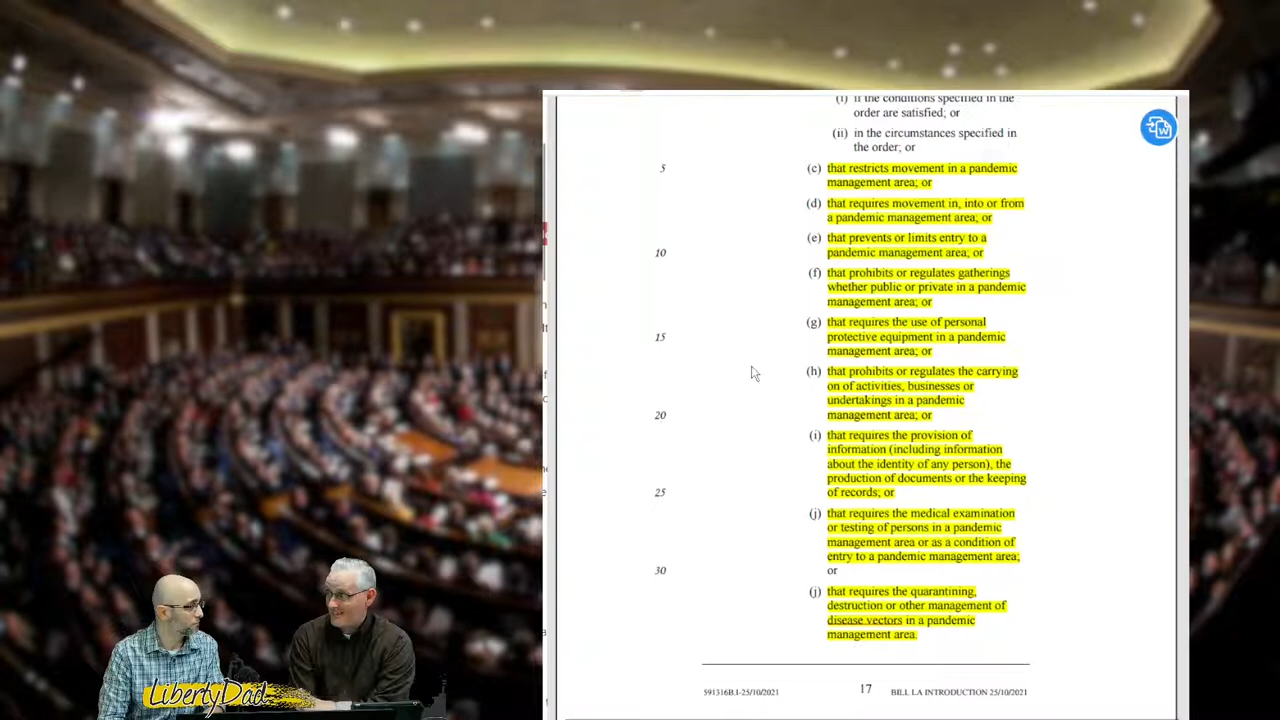 (i) if the conditions specified in the
order are satisfied; or
(ii) in the circumstances specified in
the order; or
5 (c) that restricts movement in a pandemic
management area; or
(d) that requires movement in, into or from
a pandemic management area; or
(e) that prevents or limits entry to a
10 pandemic management area; or
(f) that prohibits or regulates gatherings
whether public or private in a pandemic
management area; or
(g) that requires the use of personal
15 protective equipment in a pandemic
management area; or
(h) that prohibits or regulates the carrying
on of activities, businesses or
undertakings in a pandemic
20 management area; or
(i) that requires the provision of
information (including information
about the identity of any person), the
production of documents or the keeping
25 of records; or
(j) that requires the medical examination
or testing of persons in a pandemic
management area or as a condition of
entry to a pandemic management area;
30 or
(j) that requires the quarantining,
destruction or other management of
disease vectors in a pandemic
management area.
591316B.I-25/10/2021 17 BILL LA INTRODUCTION 25/10/2021
W
LibertyDad